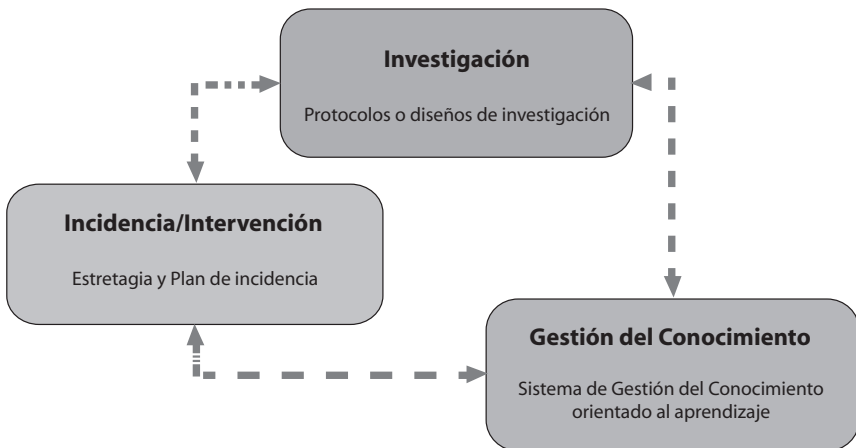 Investigación
Protocolos o diseños de investigación
Incidencia/Intervención
Estretagia y Plan de incidencia
Gestión del Conocimiento
Sistema de Gestión del Conocimiento
orientado al aprendizaje